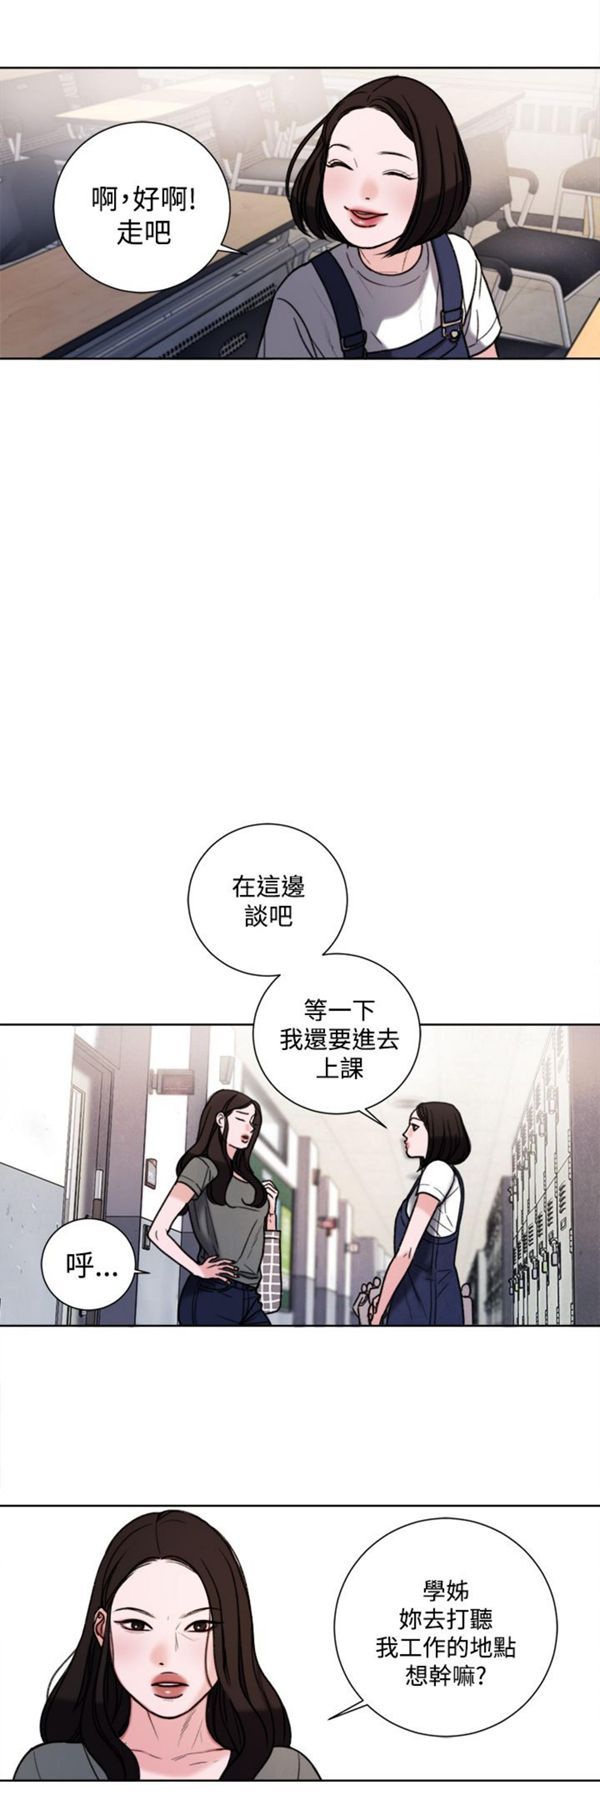 啊,好啊!
走吧
在這邊
談吧
等一下
我還要進去
上課
呼...
學姊
妳去打聽
我工作的地點
想幹嘛?